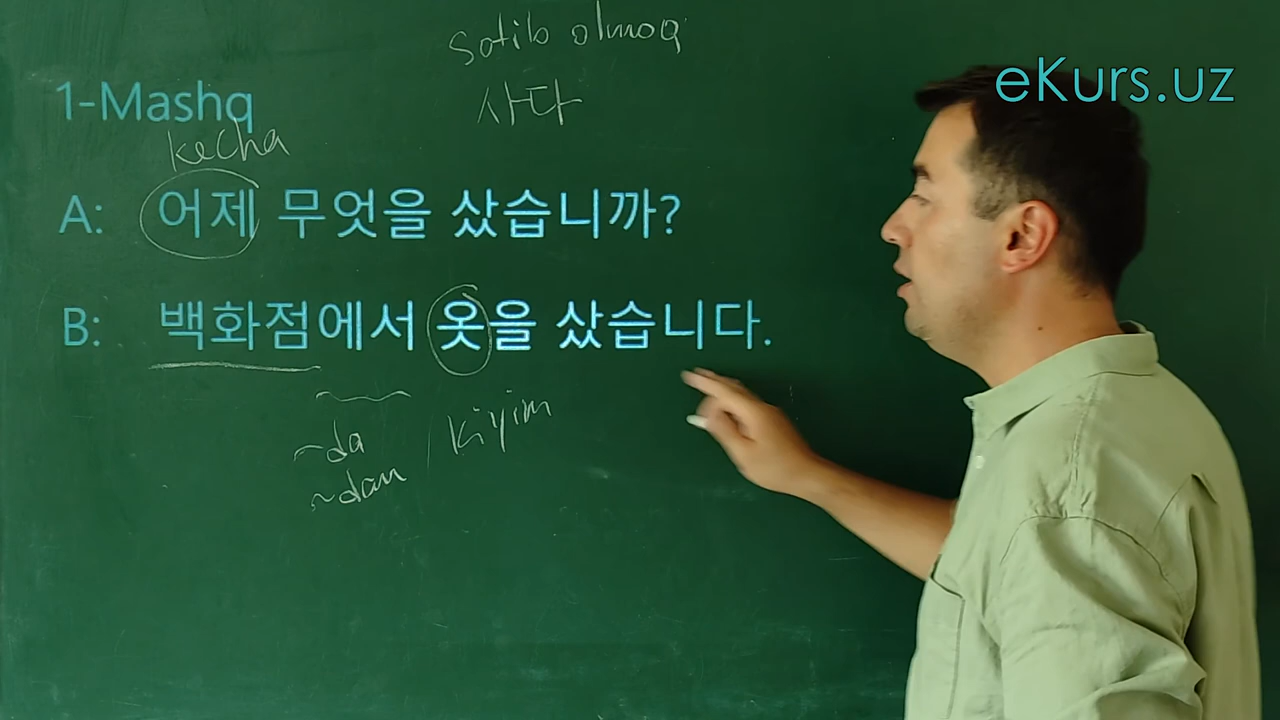 sotib olmoq
eKurs.uz
1-Mashq
사다
kecha
A: 어제 무엇을 샀습니까?
B: 백화점에서 옷을 샀습니다.
~da
kiyim
~dan